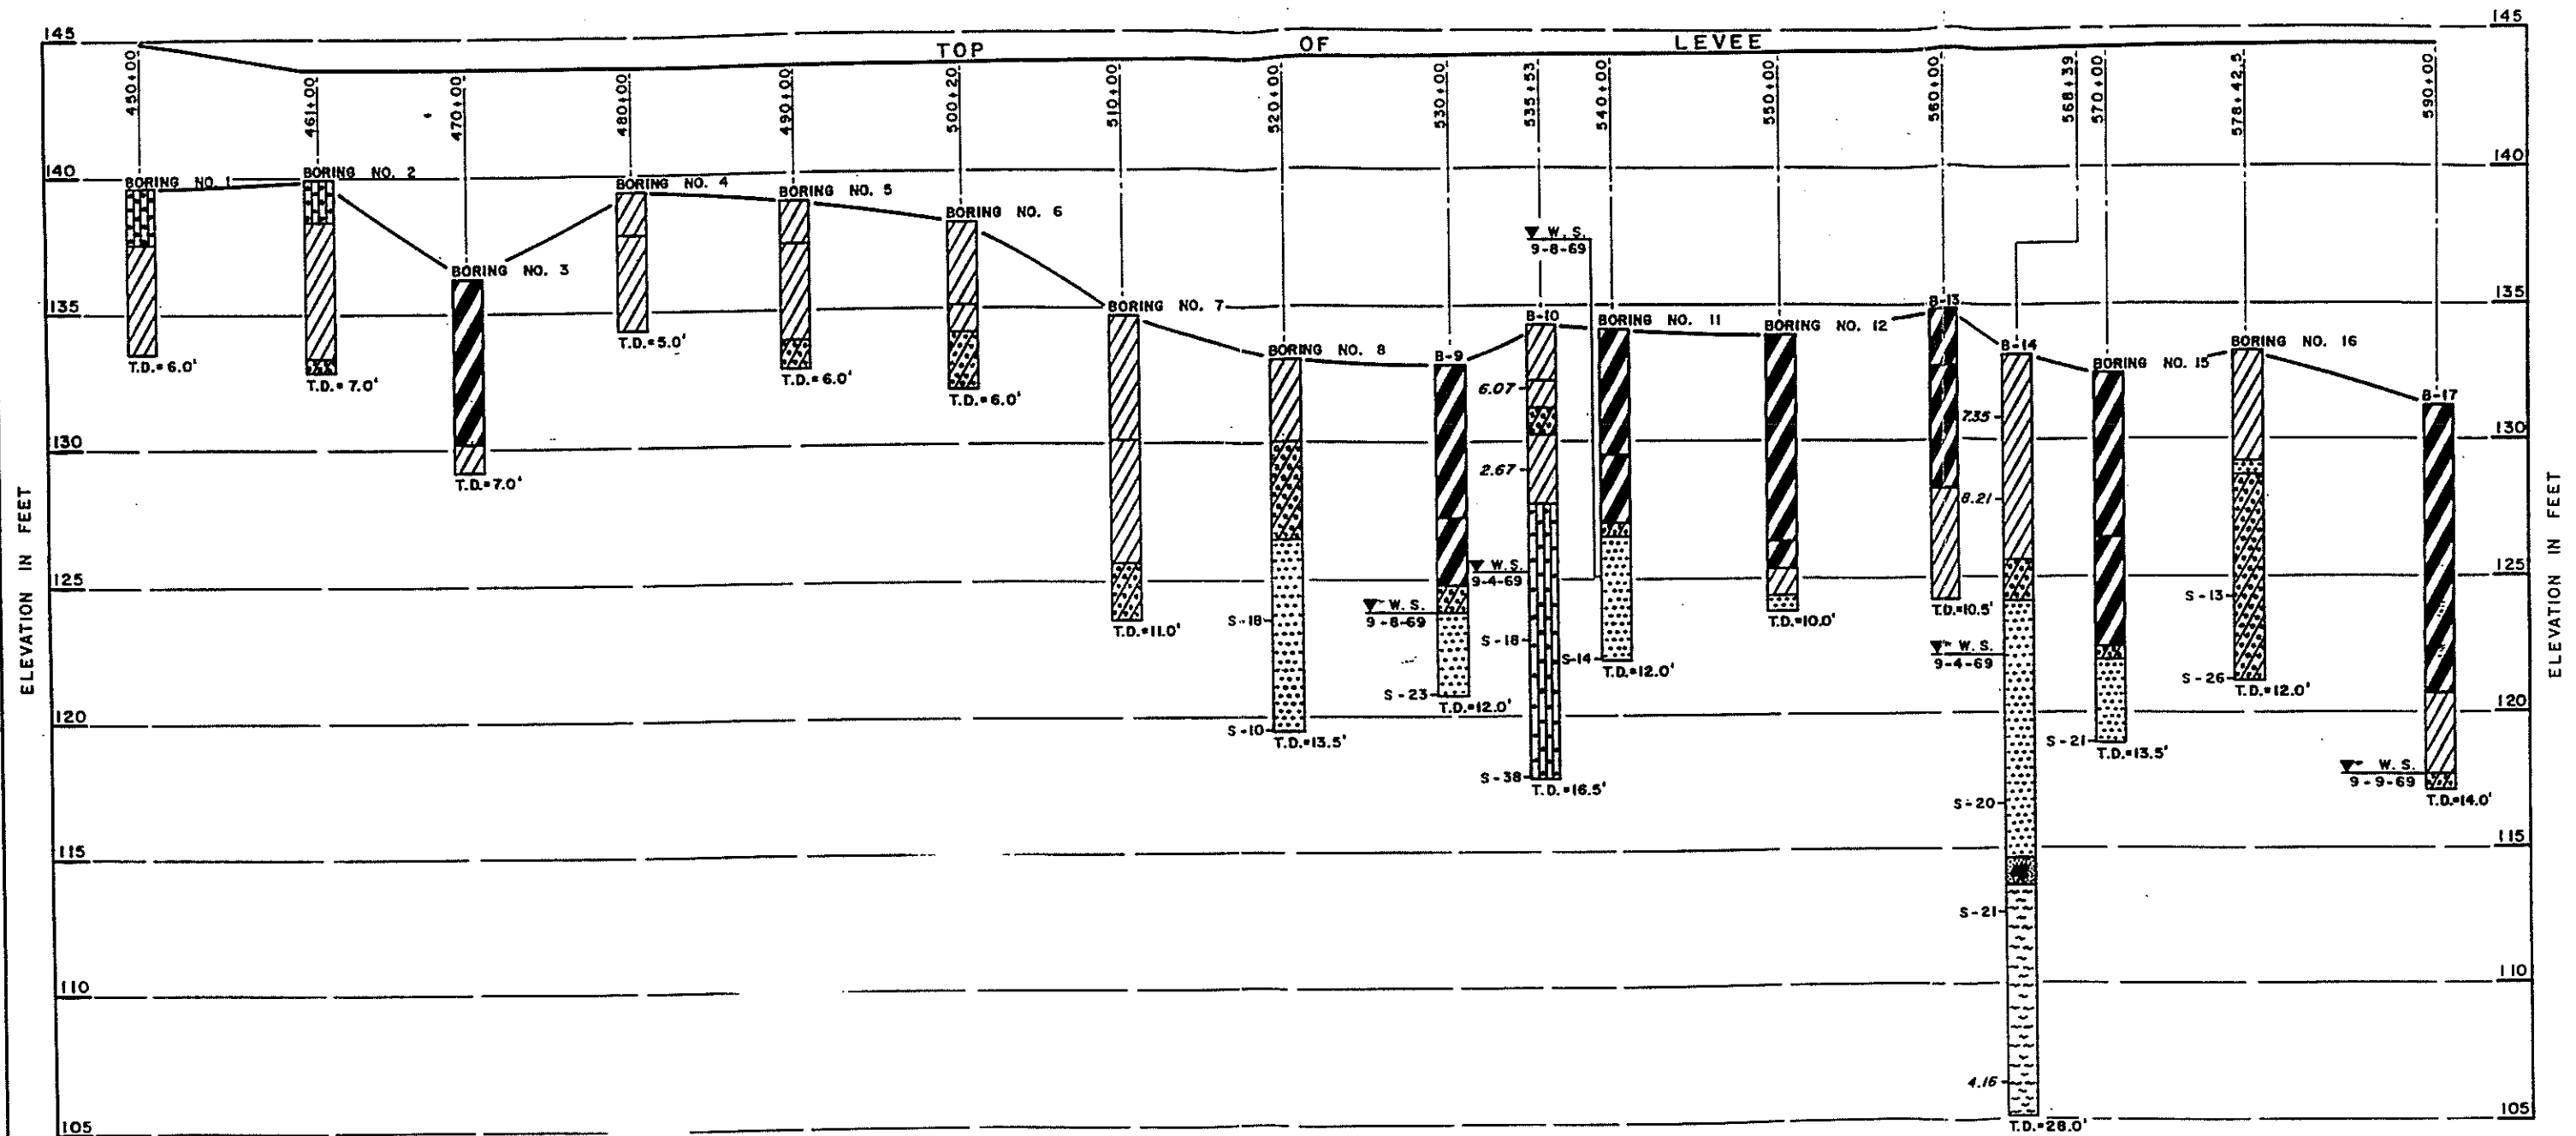 145
145
TOP OF LEVEE
450+00
461+00
470+00
480+00
490+00
500+20
510+00
520+00
530+00
535+53
540+00
550+00
560+00
568+39
570+00
578+42.5
590+00
140
140
BORING NO. 1
BORING NO. 2
BORING NO. 3
BORING NO. 4
BORING NO. 5
BORING NO. 6
BORING NO. 7
BORING NO. 8
B-9
B-10
BORING NO. 11
BORING NO. 12
B-13
B-14
BORING NO. 15
BORING NO. 16
B-17
W. S.
9-8-69
135
135
T.D.=6.0'
T.D.=7.0'
T.D.=7.0'
T.D.=5.0'
T.D.=6.0'
T.D.=6.0'
6.07
2.67
7.35
8.21
130
130
ELEVATION IN FEET
ELEVATION IN FEET
125
125
W. S.
9-4-69
W. S.
9-8-69
T.D.=11.0'
S-18
S-10
T.D.=13.5'
S-23
T.D.=12.0'
S-18
S-38
T.D.=16.5'
S-14
T.D.=12.0'
T.D.=10.0'
T.D.=10.5'
W. S.
9-4-69
S-20
S-21
4.16
T.D.=28.0'
S-21
T.D.=13.5'
S-13
S-26
T.D.=12.0'
W. S.
9-9-69
T.D.=14.0'
120
120
115
115
110
110
105
105